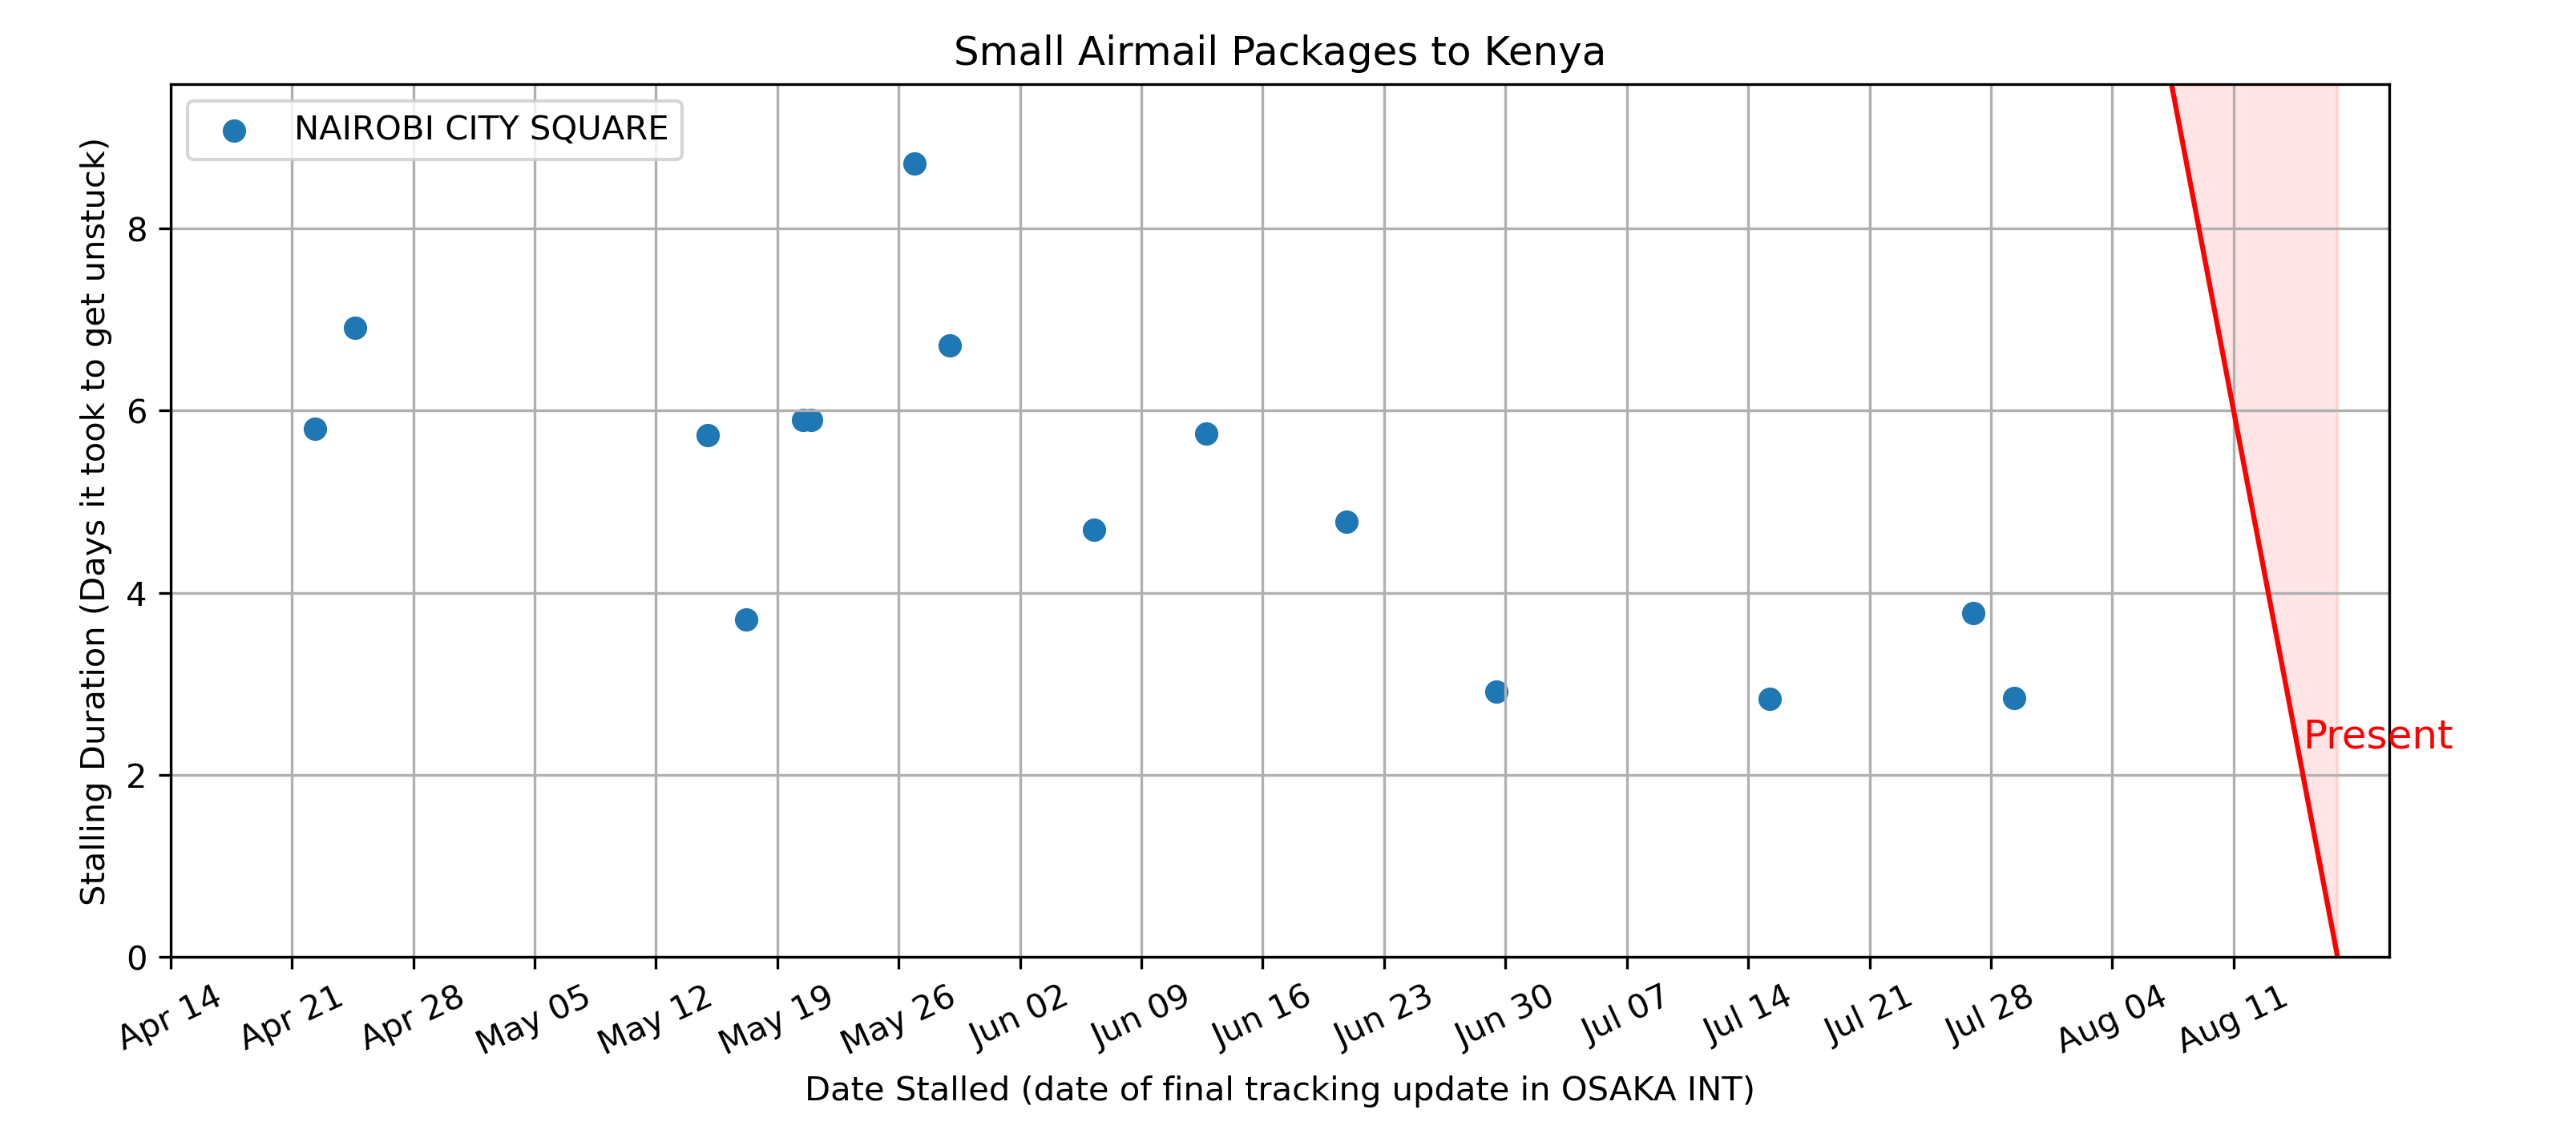 Small Airmail Packages to Kenya
NAIROBI CITY SQUARE
Stalling Duration (Days it took to get unstuck)
8
6
4
2
0
Present
Apr 14
Apr 21
Apr 28
May 05
May 12
May 19
May 26
Jun 02
Jun 09
Jun 16
Jun 23
Jun 30
Jul 07
Jul 14
Jul 21
Jul 28
Aug 04
Aug 11
Date Stalled (date of final tracking update in OSAKA INT)